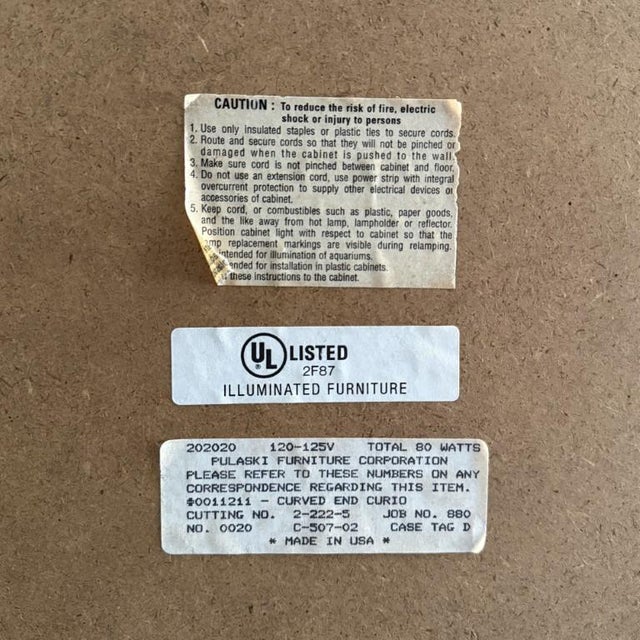 CAUTION : To reduce the risk of fire, electric
shock or injury to persons
1. Use only insulated staples or plastic ties to secure cords.
2. Route and secure cords so that they will not be pinched or
damaged when the cabinet is pushed to the wall.
3. Make sure cord is not pinched between cabinet and floor.
4. Do not use an extension cord, use power strip with integral
overcurrent protection to supply other electrical devices or
accessories of cabinet.
5. Keep cord, or combustibles such as plastic, paper goods,
and the like away from hot lamp, lampholder or reflector.
Position cabinet light with respect to cabinet so that the
replacement markings are visible during relamping.
for illumination of aquariums.
for installation in plastic cabinets.
these instructions to the cabinet.
UL LISTED
®
2F87
ILLUMINATED FURNITURE
202020 120-125V TOTAL 80 WATTS
PULASKI FURNITURE CORPORATION
PLEASE REFER TO THESE NUMBERS ON ANY
CORRESPONDENCE REGARDING THIS ITEM.
#0011211 - CURVED END CURIO
CUTTING NO. 2-222-5 JOB NO. 880
NO. 0020 C-507-02 CASE TAG D
* MADE IN USA *